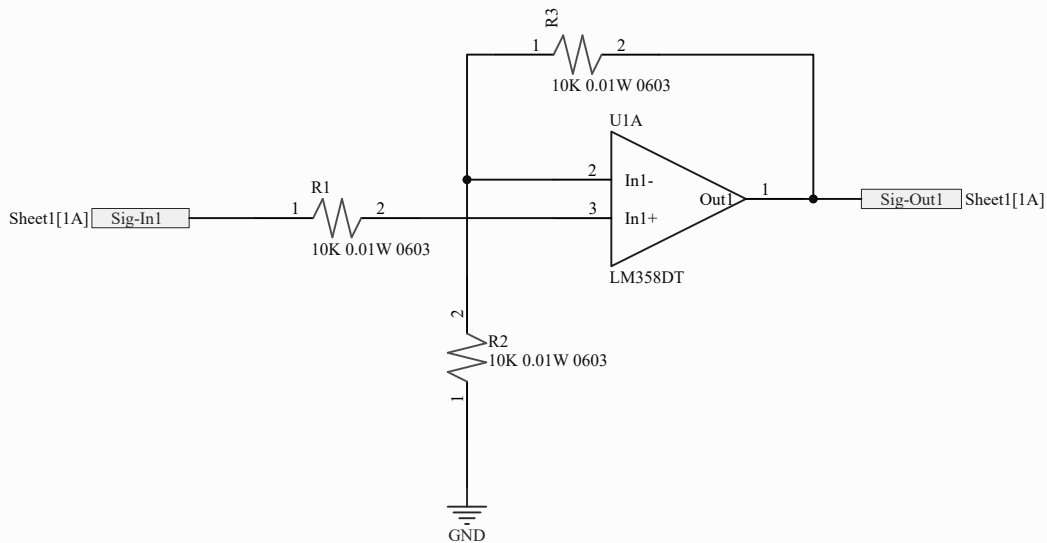 R3
1
2
10K 0.01W 0603
U1A
2
In1-
R1
Out1
1
Sheet1[1A]
Sig-In1
1
2
3
In1+
Sig-Out1
Sheet1[1A]
10K 0.01W 0603
LM358DT
2
R2
10K 0.01W 0603
1
GND